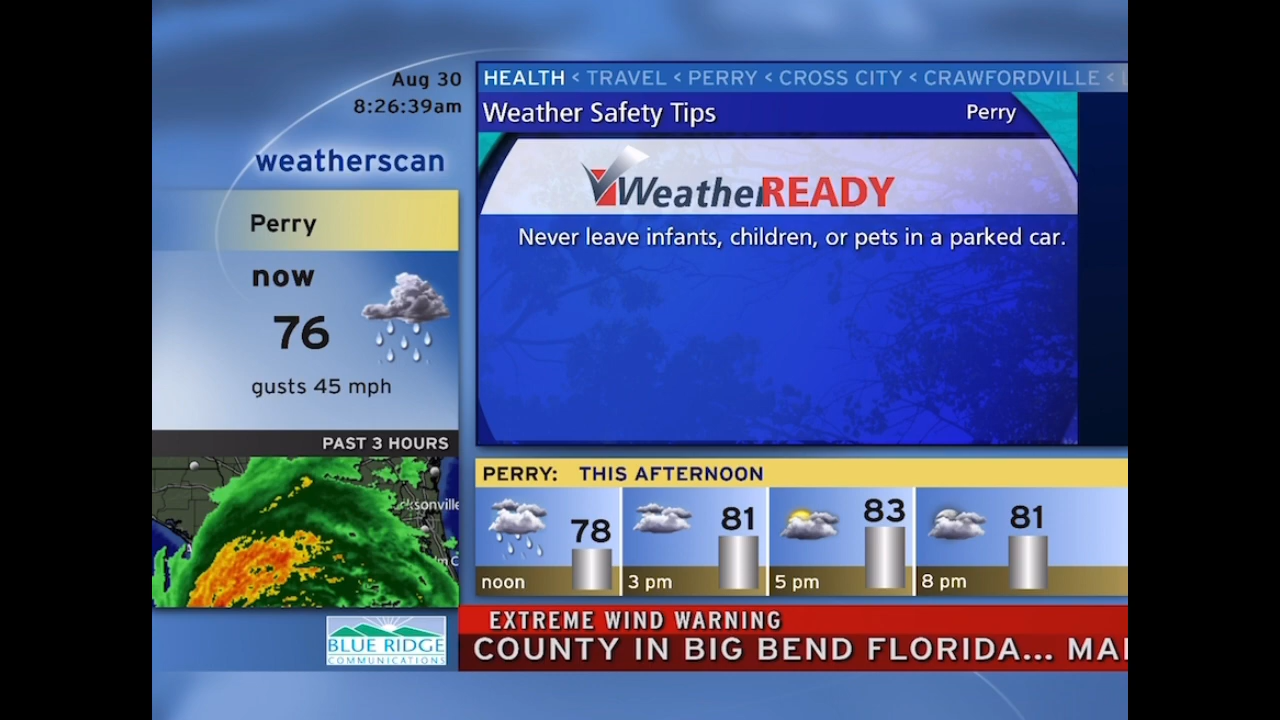 Aug 30
8:26:39am
weatherscan
Perry
now
76
gusts 45 mph
PAST 3 HOURS
cksonville
BLUE RIDGE
COMMUNICATIONS
HEALTH < TRAVEL < PERRY < CROSS CITY < CRAWFORDVILLE <
Weather Safety Tips Perry
WeatherREADY
Never leave infants, children, or pets in a parked car.
PERRY: THIS AFTERNOON
78 81 83 81
noon 3 pm 5 pm 8 pm
EXTREME WIND WARNING
COUNTY IN BIG BEND FLORIDA... MA